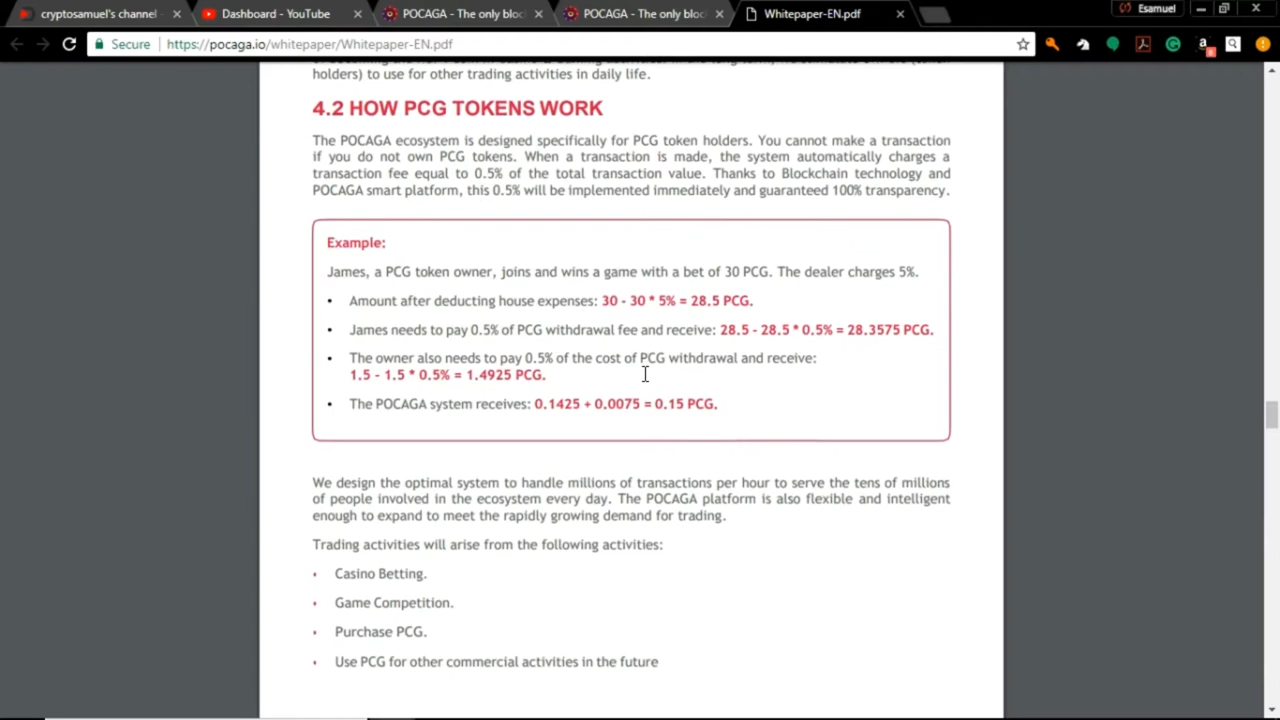 cryptosamuel's channel -
Dashboard - YouTube
POCAGA - The only bloc
POCAGA - The only bloc
Whitepaper-EN.pdf
Esamuel
Secure
https://pocaga.io/whitepaper/Whitepaper-EN.pdf
holders) to use for other trading activities in daily life.
4.2 HOW PCG TOKENS WORK
The POCAGA ecosystem is designed specifically for PCG token holders. You cannot make a transaction
if you do not own PCG tokens. When a transaction is made, the system automatically charges a
transaction fee equal to 0.5% of the total transaction value. Thanks to Blockchain technology and
POCAGA smart platform, this 0.5% will be implemented immediately and guaranteed 100% transparency.
Example:
James, a PCG token owner, joins and wins a game with a bet of 30 PCG. The dealer charges 5%.
• Amount after deducting house expenses: 30 - 30 * 5% = 28.5 PCG.
• James needs to pay 0.5% of PCG withdrawal fee and receive: 28.5 - 28.5 * 0.5% = 28.3575 PCG.
• The owner also needs to pay 0.5% of the cost of PCG withdrawal and receive:
1.5 - 1.5 * 0.5% = 1.4925 PCG.
• The POCAGA system receives: 0.1425 + 0.0075 = 0.15 PCG.
We design the optimal system to handle millions of transactions per hour to serve the tens of millions
of people involved in the ecosystem every day. The POCAGA platform is also flexible and intelligent
enough to expand to meet the rapidly growing demand for trading.
Trading activities will arise from the following activities:
• Casino Betting.
• Game Competition.
• Purchase PCG.
• Use PCG for other commercial activities in the future